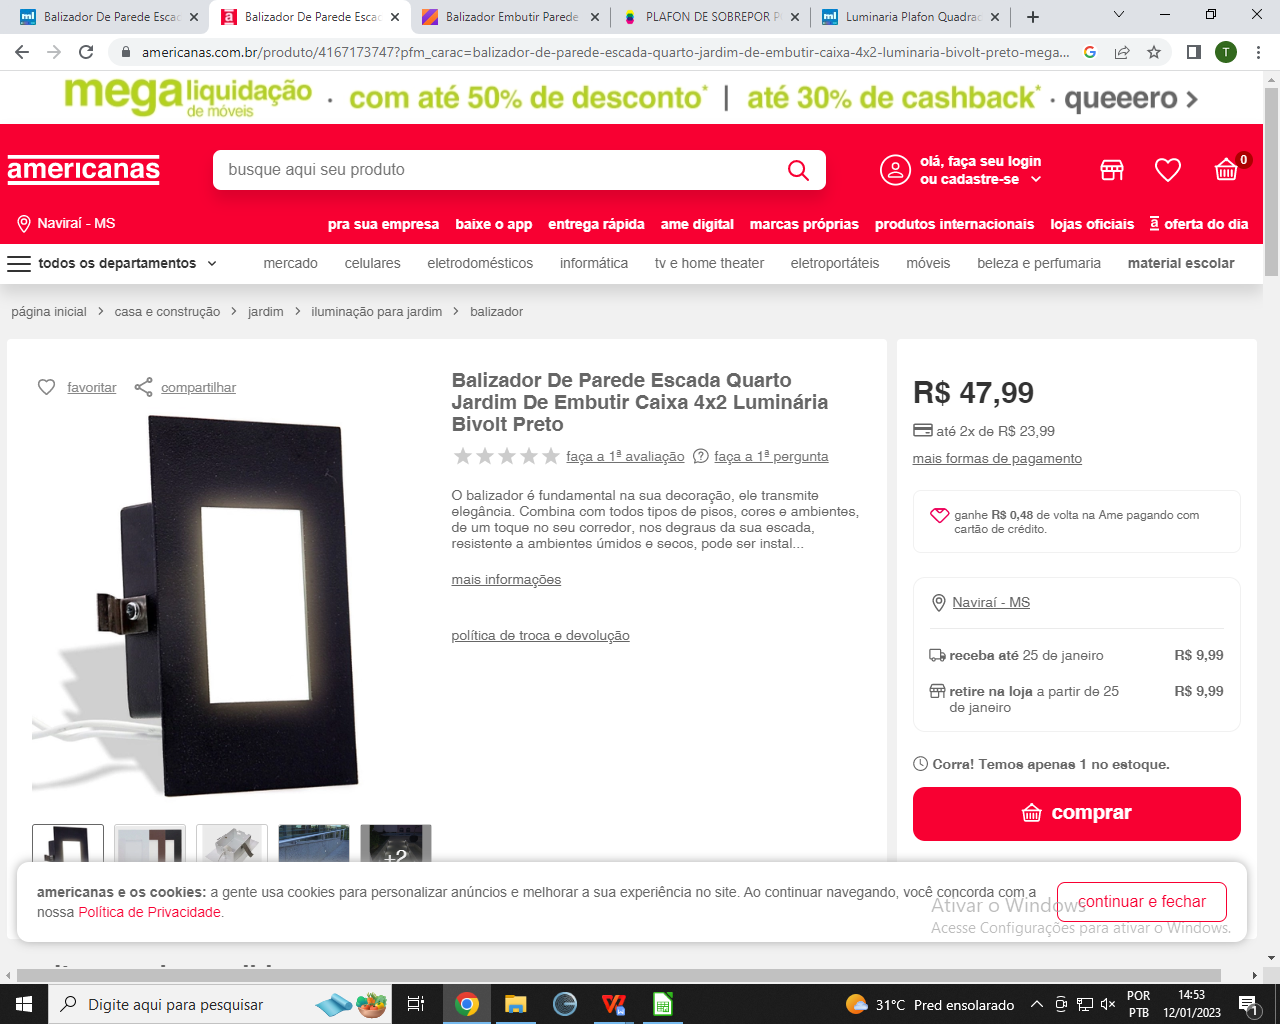 Balizador De Parede Escad
Balizador De Parede Escad
Balizador Embutir Parede
PLAFON DE SOBREPOR P
Luminaria Plafon Quadrac
americanas.com.br/produto/4167173747?pfm_carac=balizador-de-parede-escada-quarto-jardim-de-embutir-caixa-4x2-luminaria-bivolt-preto-mega...
T
mega liquidação de móveis · com até 50% de desconto* | até 30% de cashback* · queeero >
americanas
busque aqui seu produto
olá, faça seu login
ou cadastre-se
0
Naviraí - MS
pra sua empresa baixe o app entrega rápida ame digital marcas próprias produtos internacionais lojas oficiais a oferta do dia
todos os departamentos mercado celulares eletrodomésticos informática tv e home theater eletroportáteis móveis beleza e perfumaria material escolar
página inicial > casa e construção > jardim > iluminação para jardim > balizador
favoritar compartilhar
Balizador De Parede Escada Quarto
Jardim De Embutir Caixa 4x2 Luminária
Bivolt Preto
faça a 1ª avaliação faça a 1ª pergunta
O balizador é fundamental na sua decoração, ele transmite
elegância. Combina com todos tipos de pisos, cores e ambientes,
de um toque no seu corredor, nos degraus da sua escada,
resistente a ambientes úmidos e secos, pode ser instal...
mais informações
política de troca e devolução
+2
R$ 47,99
até 2x de R$ 23,99
mais formas de pagamento
ganhe R$ 0,48 de volta na Ame pagando com
cartão de crédito.
Naviraí - MS
receba até 25 de janeiro R$ 9,99
retire na loja a partir de 25 R$ 9,99
de janeiro
Corra! Temos apenas 1 no estoque.
comprar
americanas e os cookies: a gente usa cookies para personalizar anúncios e melhorar a sua experiência no site. Ao continuar navegando, você concorda com a
nossa Política de Privacidade.
continuar e fechar
Ativar o Windows
Acesse Configurações para ativar o Windows.
Digite aqui para pesquisar
31°C Pred ensolarado
POR
PTB
14:53
12/01/2023
1